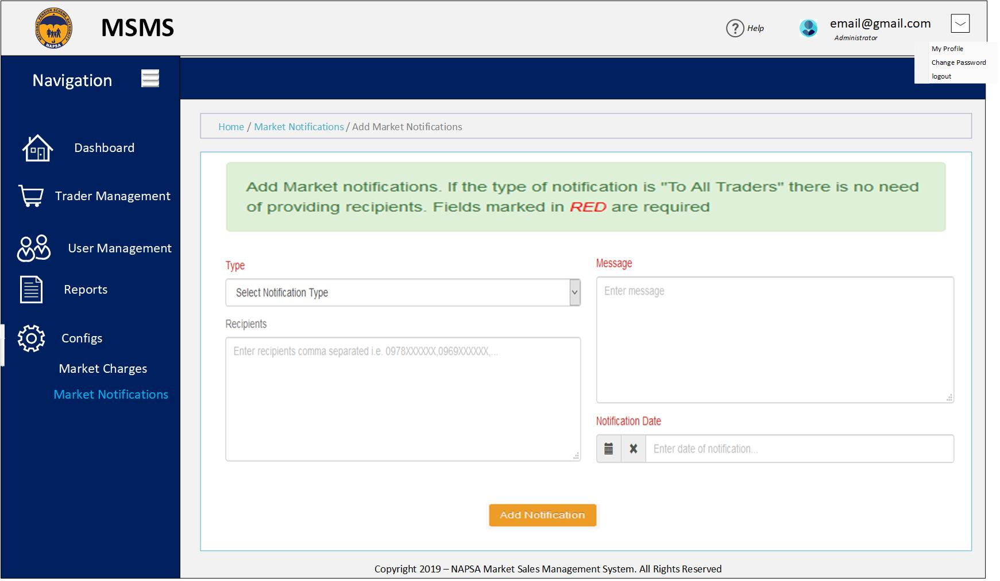 NATIONAL PENSION SCHEME AUTHORITY
NAPSA
MSMS
? Help
email@gmail.com
Administrator
My Profile
Change Password
logout
Navigation
Dashboard
Trader Management
User Management
Reports
Configs
Market Charges
Market Notifications
Home / Market Notifications / Add Market Notifications
Add Market notifications. If the type of notification is "To All Traders" there is no need
of providing recipients. Fields marked in RED are required
Type
Select Notification Type
Recipients
Enter recipients comma separated i.e. 0978XXXXXX,0969XXXXXX,...
Message
Enter message
Notification Date
Enter date of notification...
Add Notification
Copyright 2019 – NAPSA Market Sales Management System. All Rights Reserved